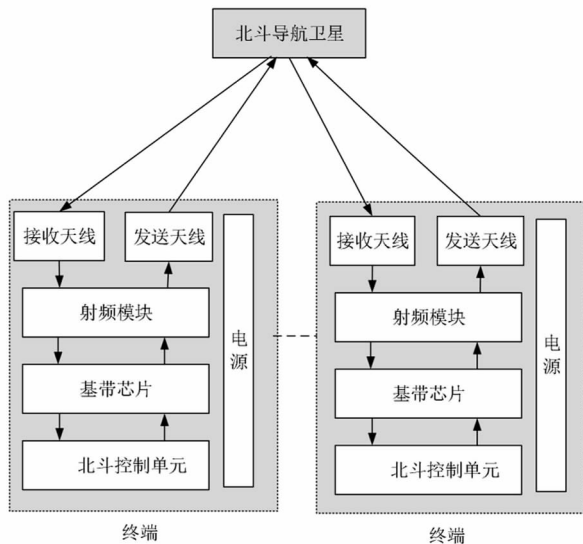 北斗导航卫星
接收天线
发送天线
射频模块
基带芯片
北斗控制单元
电源
终端
接收天线
发送天线
射频模块
基带芯片
北斗控制单元
电源
终端